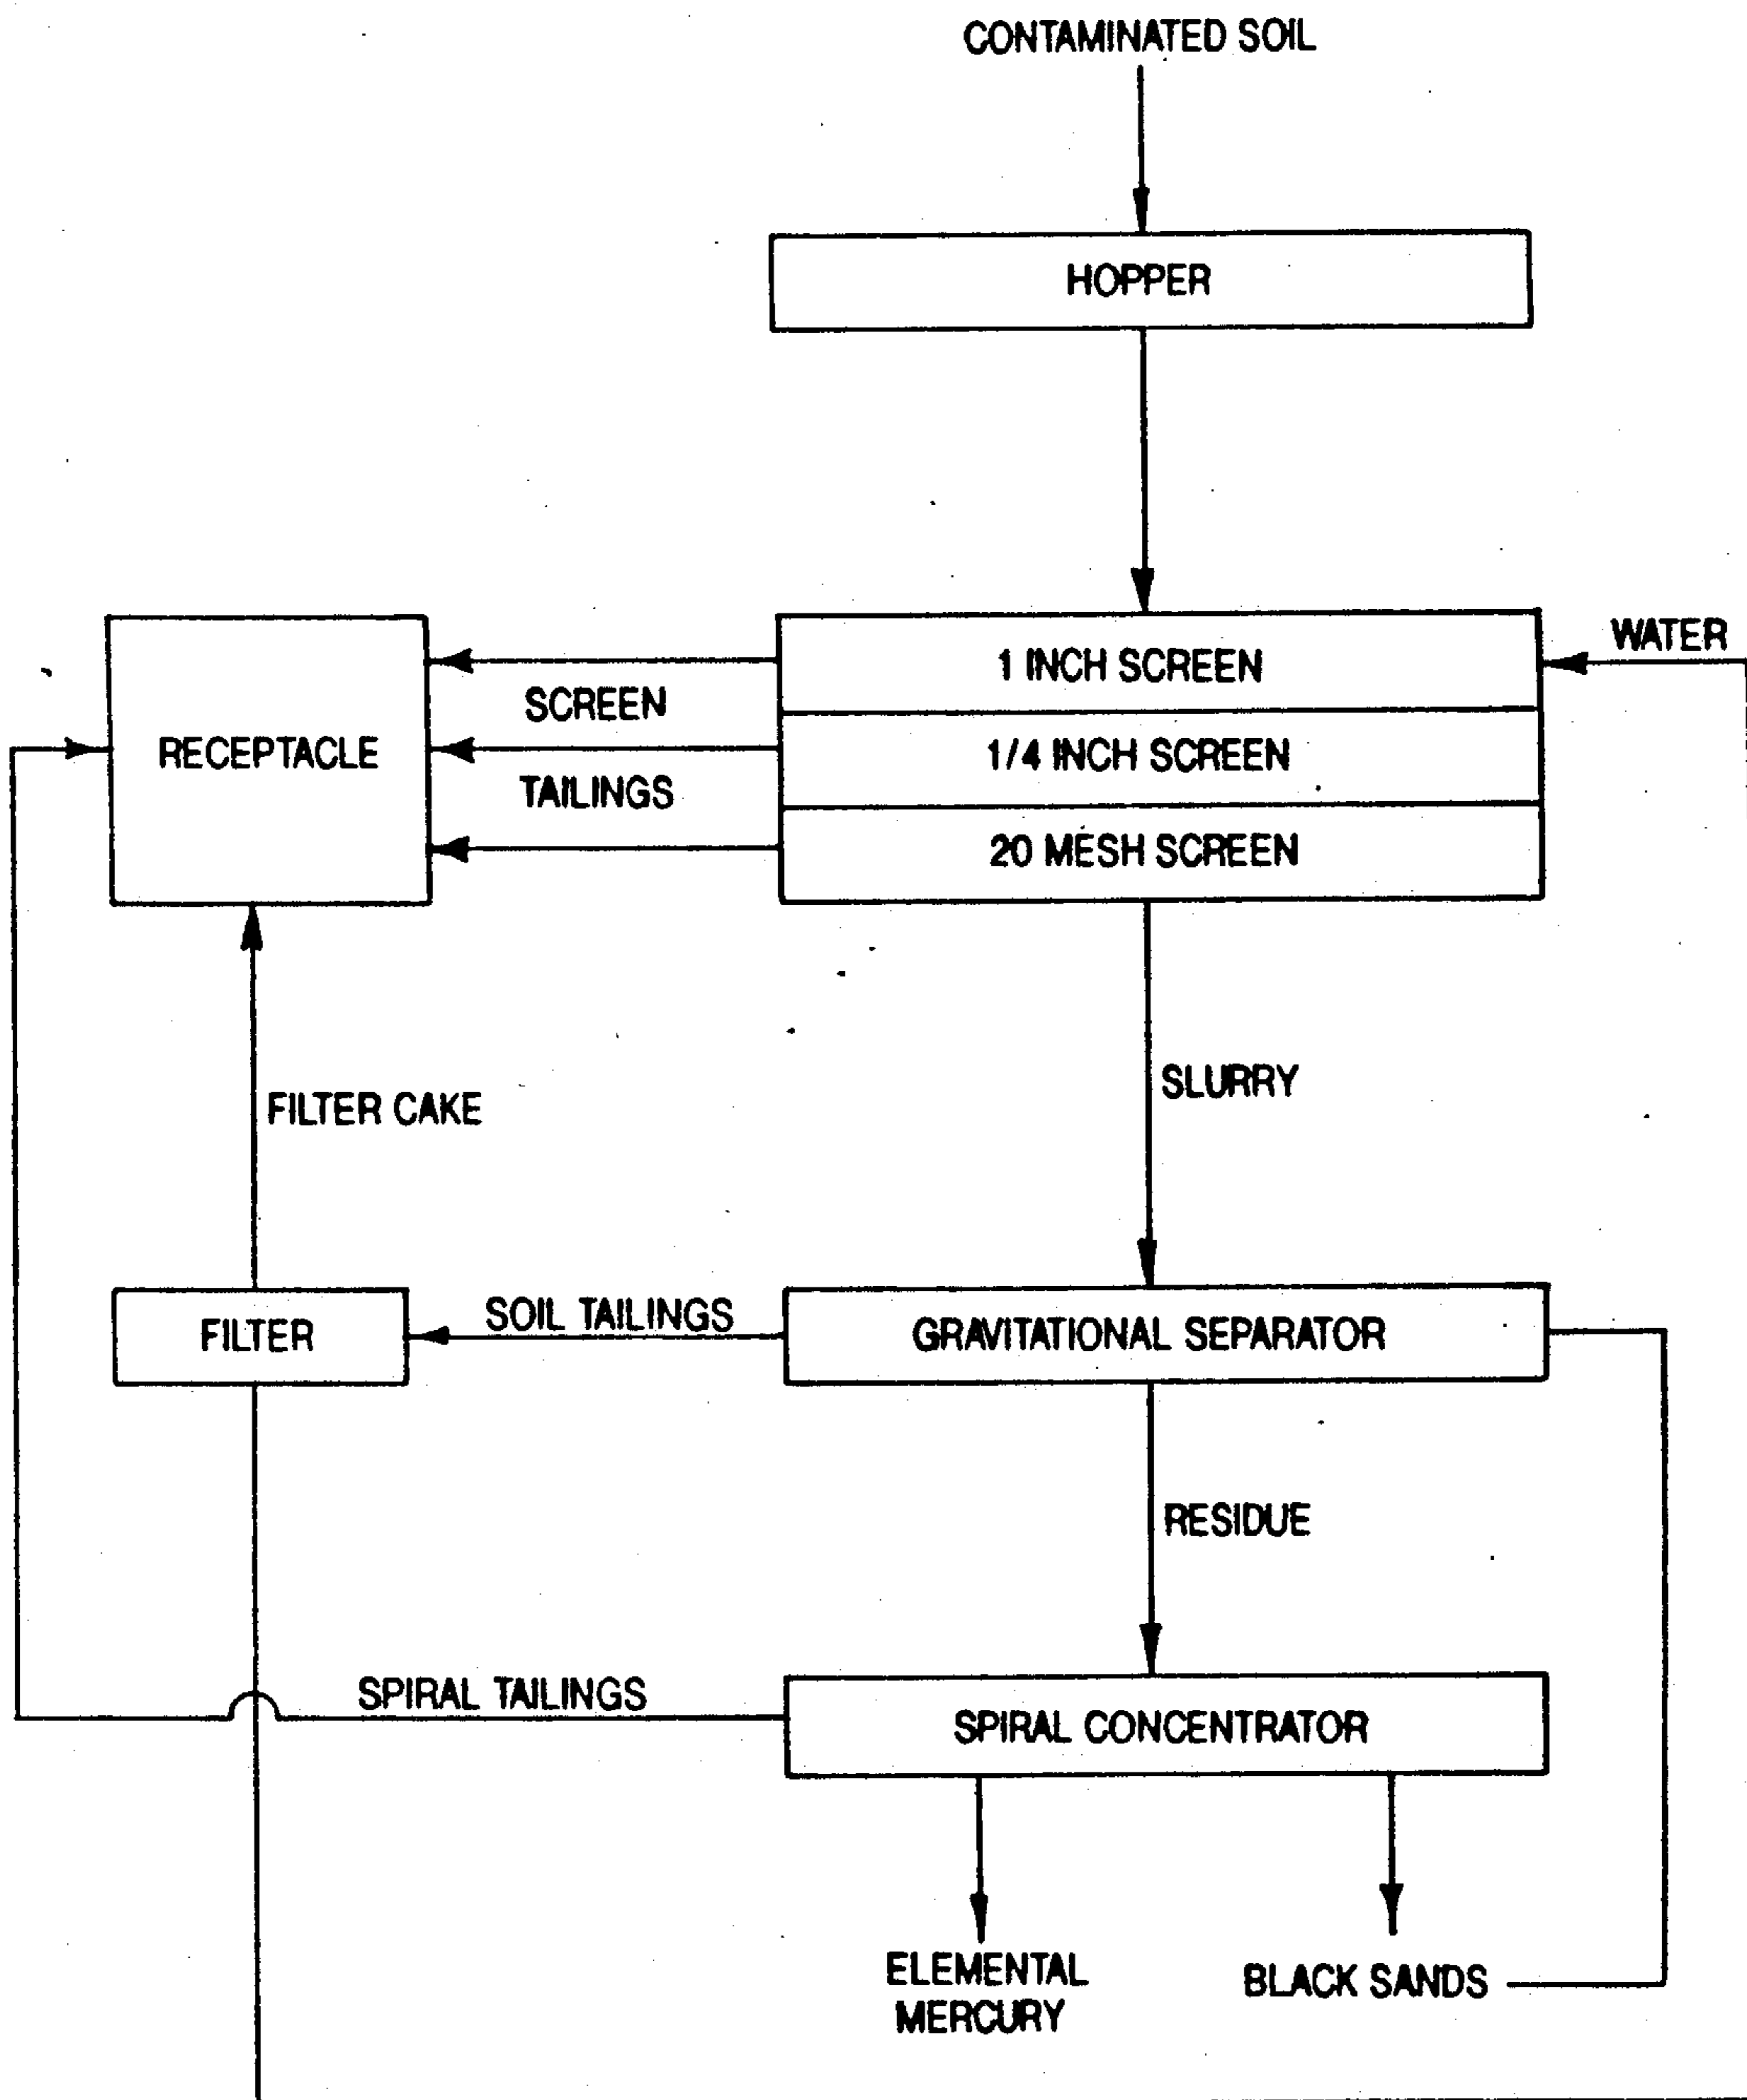 CONTAMINATED SOIL
HOPPER
WATER
1 INCH SCREEN
SCREEN
RECEPTACLE
1/4 INCH SCREEN
TAILINGS
20 MESH SCREEN
SLURRY
FILTER CAKE
SOIL TAILINGS
FILTER
GRAVITATIONAL SEPARATOR
RESIDUE
SPIRAL TAILINGS
SPIRAL CONCENTRATOR
ELEMENTAL
MERCURY
BLACK SANDS